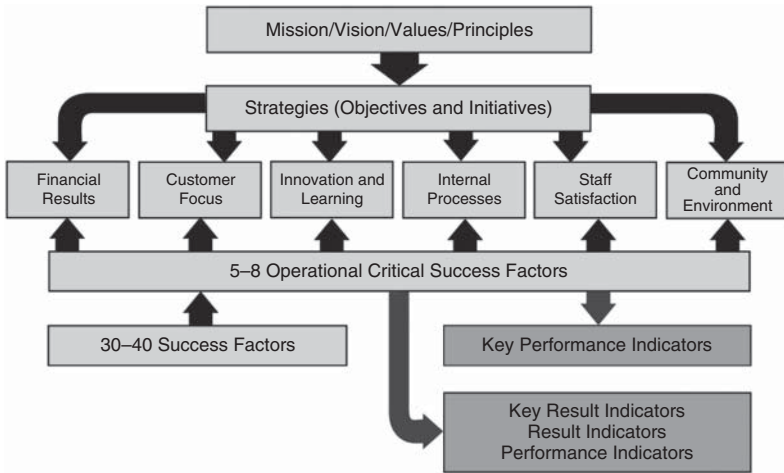 Mission/Vision/Values/Principles
Strategies (Objectives and Initiatives)
Financial
Results
Customer
Focus
Innovation and
Learning
Internal
Processes
Staff
Satisfaction
Community
and
Environment
5–8 Operational Critical Success Factors
30–40 Success Factors
Key Performance Indicators
Key Result Indicators
Result Indicators
Performance Indicators